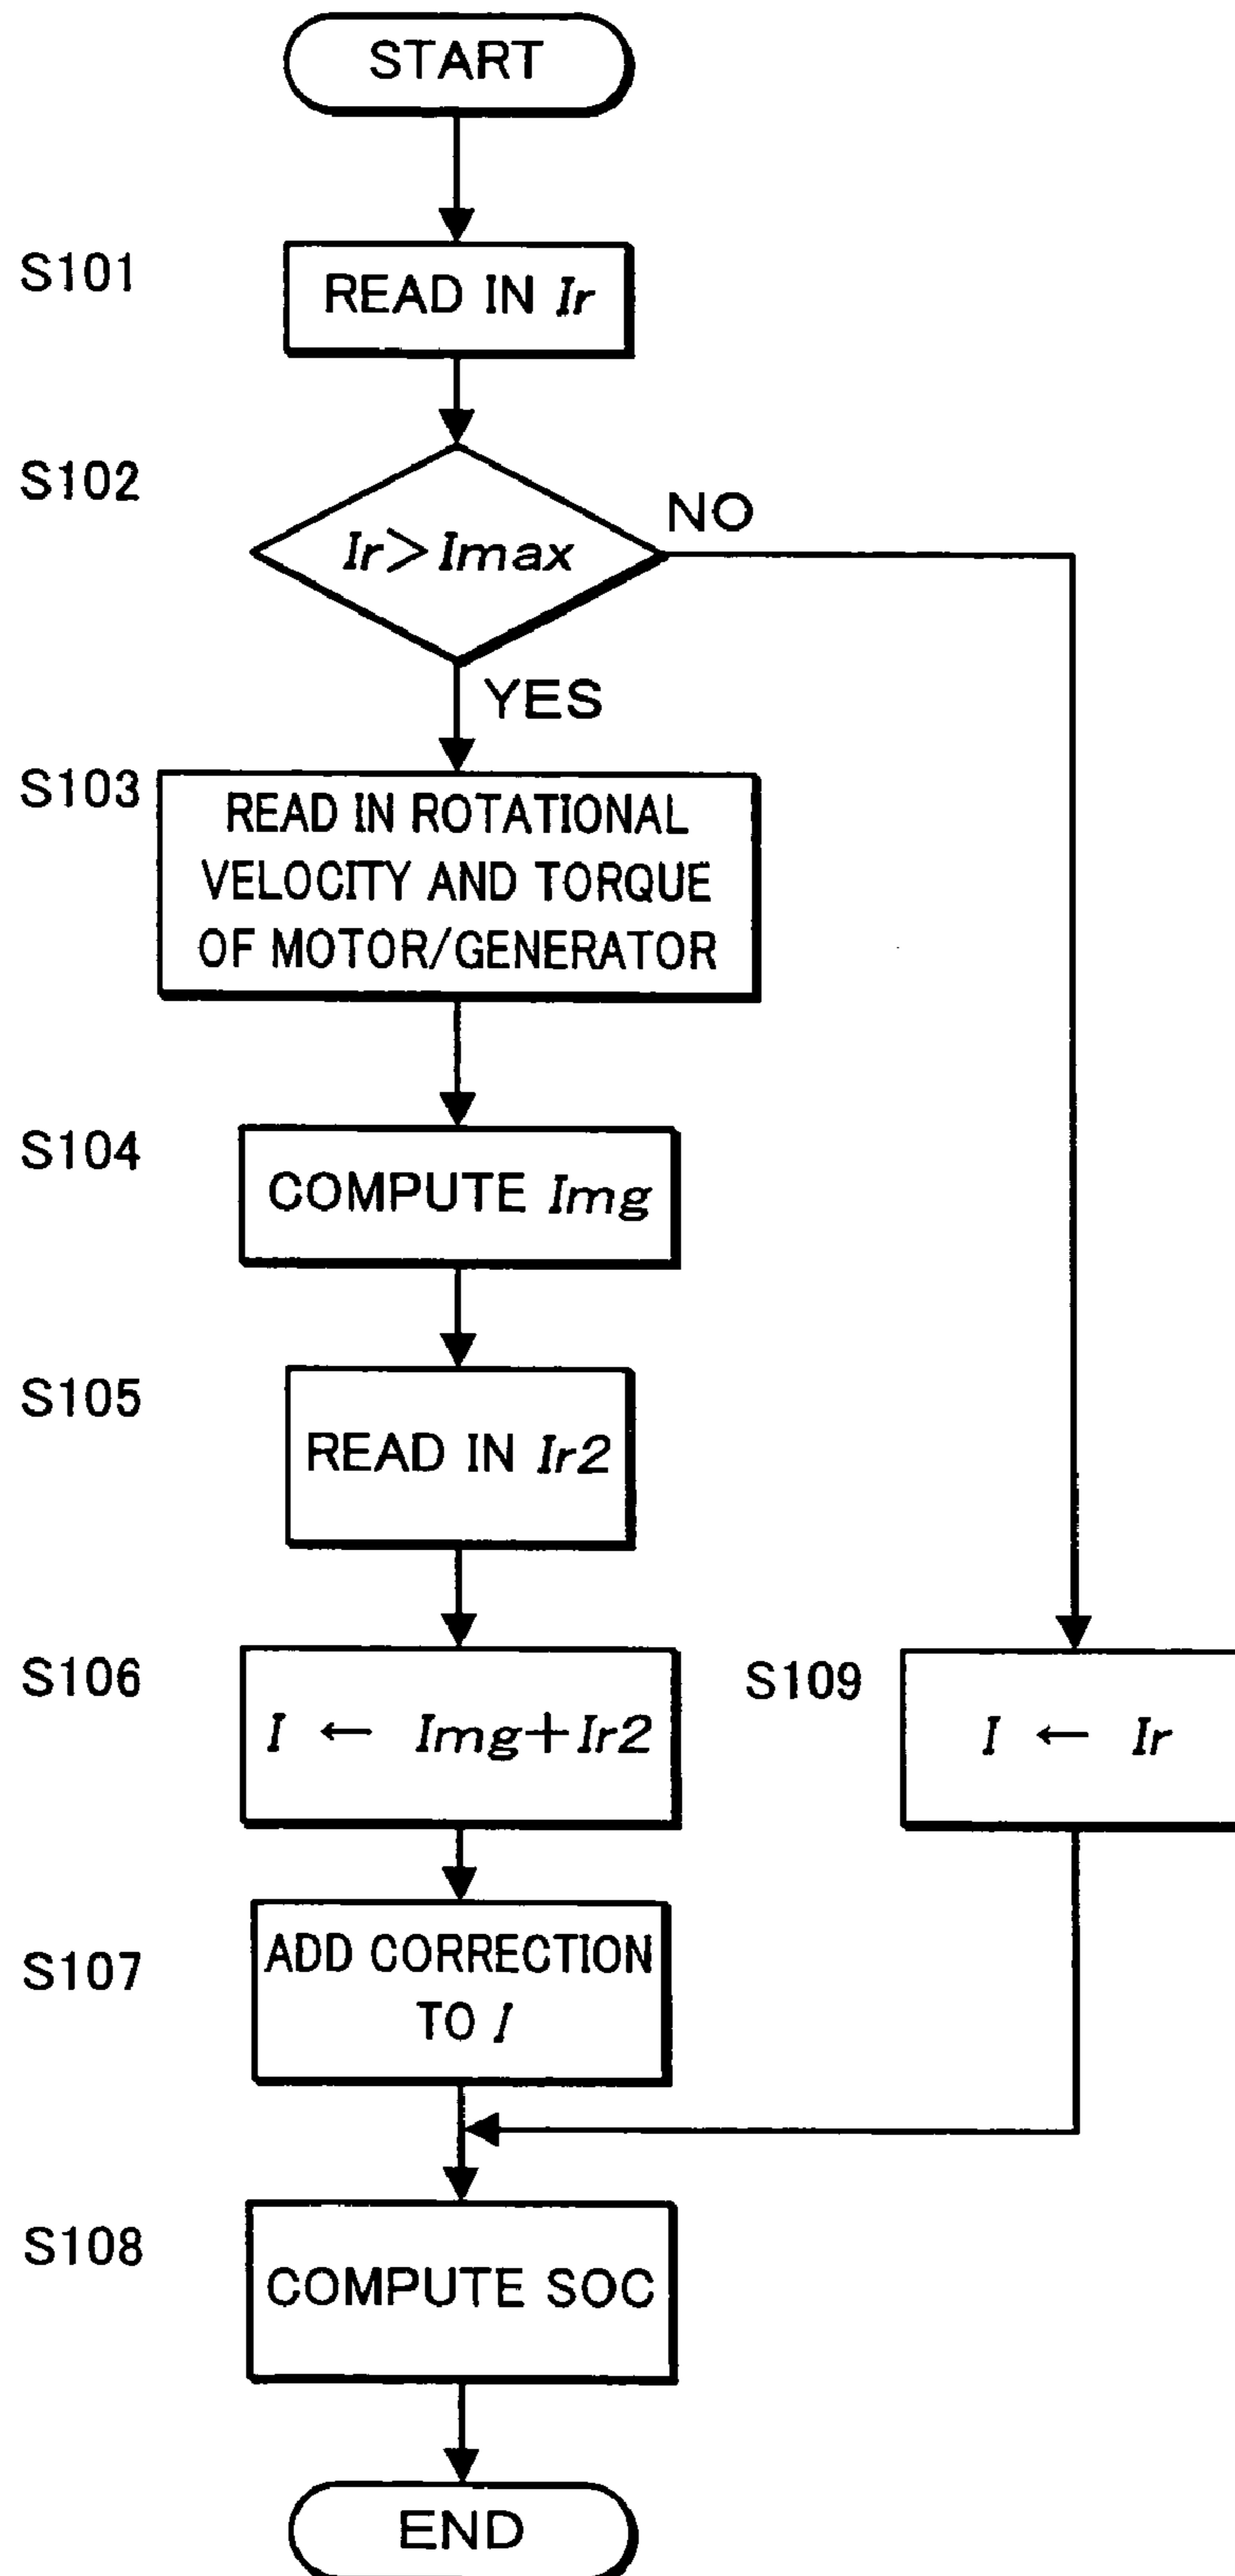 START
S101
READ IN Ir
S102
Ir>Imax
NO
YES
S103
READ IN ROTATIONAL
VELOCITY AND TORQUE
OF MOTOR/GENERATOR
S104
COMPUTE Img
S105
READ IN Ir2
S106
I ← Img+Ir2
S109
I ← Ir
S107
ADD CORRECTION
TO I
S108
COMPUTE SOC
END